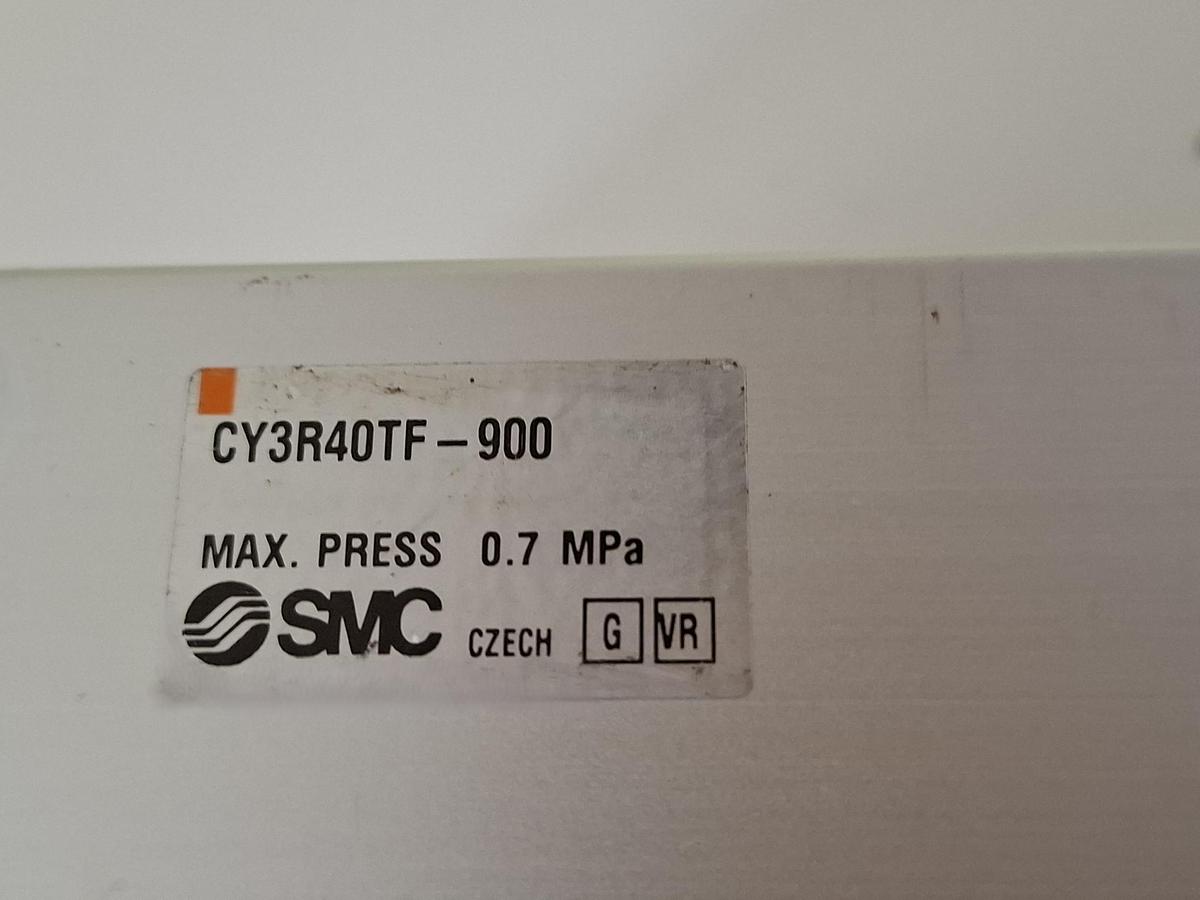 CY3R40TF-900
MAX. PRESS 0.7 MPa
SMC CZECH G VR